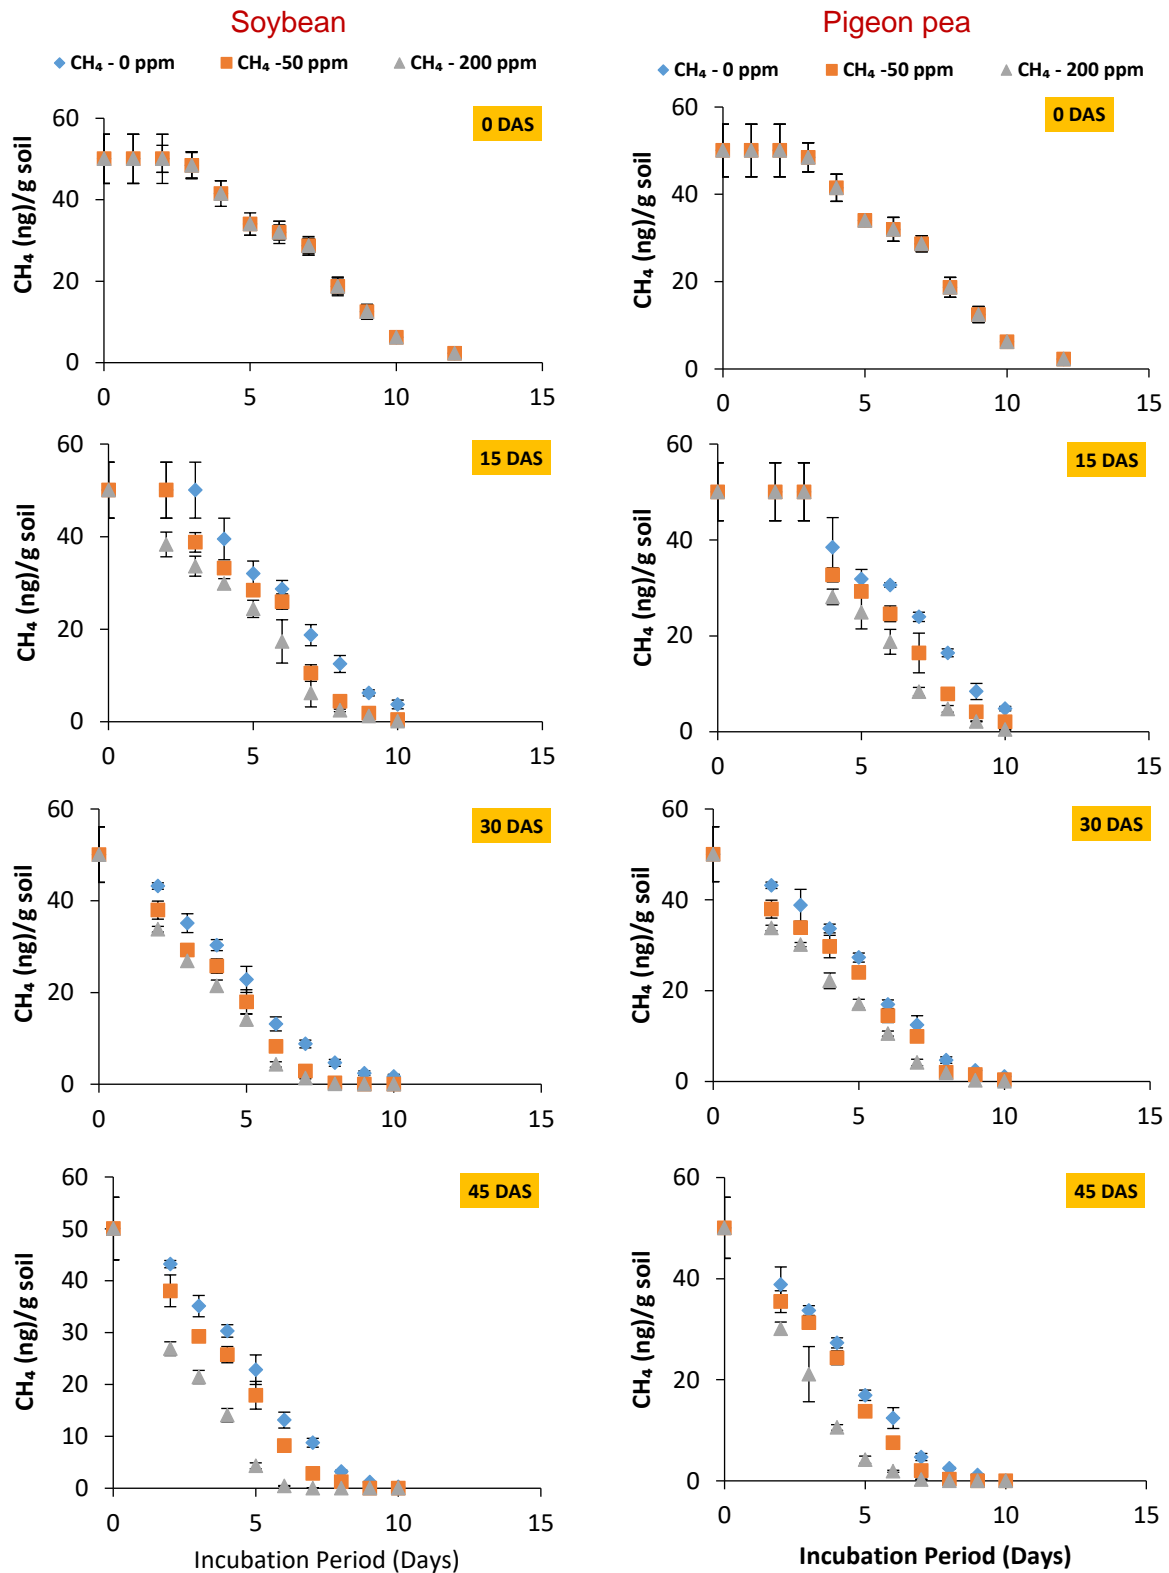 Soybean
CH₄ - 0 ppm CH₄ -50 ppm CH₄ - 200 ppm
0 DAS
CH₄ (ng)/g soil
60
40
20
0
0 5 10 15
15 DAS
CH₄ (ng)/g soil
60
40
20
0
0 5 10 15
30 DAS
CH₄ (ng)/g soil
60
40
20
0
0 5 10 15
45 DAS
CH₄ (ng)/g soil
60
50
40
30
20
10
0
0 5 10 15
Incubation Period (Days)
Pigeon pea
CH₄ - 0 ppm CH₄ -50 ppm CH₄ - 200 ppm
0 DAS
CH₄ (ng)/g soil
60
40
20
0
0 5 10 15
15 DAS
CH₄ (ng)/g soil
60
40
20
0
0 5 10 15
30 DAS
CH₄ (ng)/g soil
60
40
20
0
0 5 10 15
45 DAS
CH₄ (ng)/g soil
60
40
20
0
0 5 10 15
Incubation Period (Days)